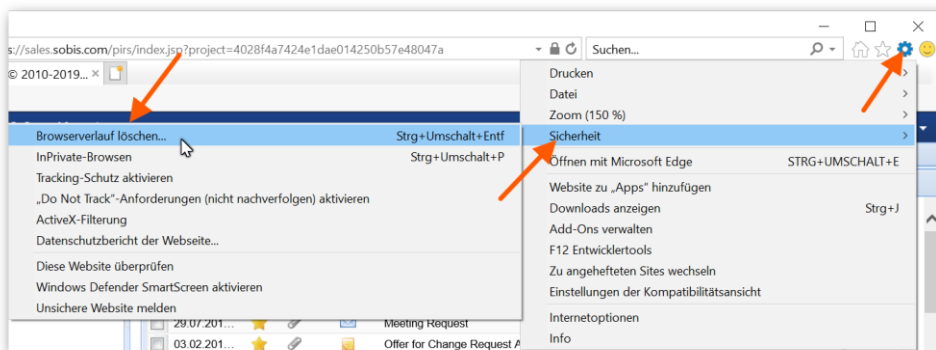 s://sales.sobis.com/pirs/index.jsp?project=4028f4a7424e1dae014250b57e48047a
Suchen...
© 2010-2019...
Drucken
Datei
Zoom (150 %)
Sicherheit
Öffnen mit Microsoft Edge STRG+UMSCHALT+E
Website zu „Apps“ hinzufügen
Downloads anzeigen Strg+J
Add-Ons verwalten
F12 Entwicklertools
Zu angehefteten Sites wechseln
Einstellungen der Kompatibilitätsansicht
Internetoptionen
Info
Browserverlauf löschen... Strg+Umschalt+Entf
InPrivate-Browsen Strg+Umschalt+P
Tracking-Schutz aktivieren
„Do Not Track“-Anforderungen (nicht nachverfolgen) aktivieren
ActiveX-Filterung
Datenschutzbericht der Webseite...
Diese Website überprüfen
Windows Defender SmartScreen aktivieren
Unsichere Website melden
29.07.201... Meeting Request
03.02.201... Offer for Change Request A